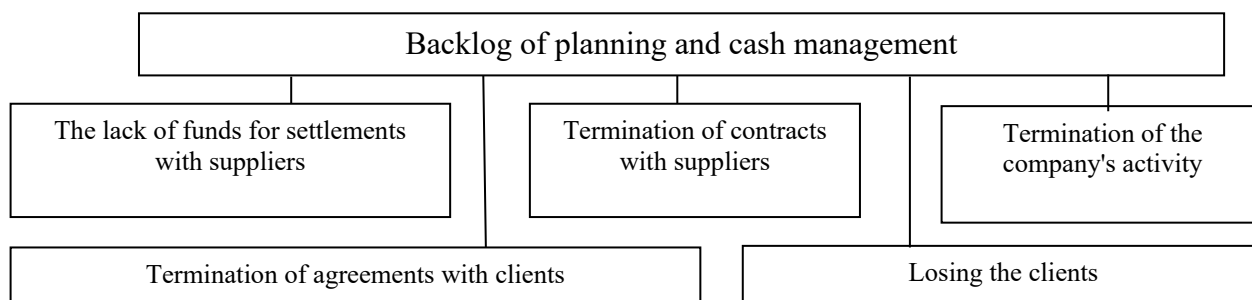 Backlog of planning and cash management
The lack of funds for settlements
with suppliers
Termination of contracts
with suppliers
Termination of the
company's activity
Termination of agreements with clients
Losing the clients